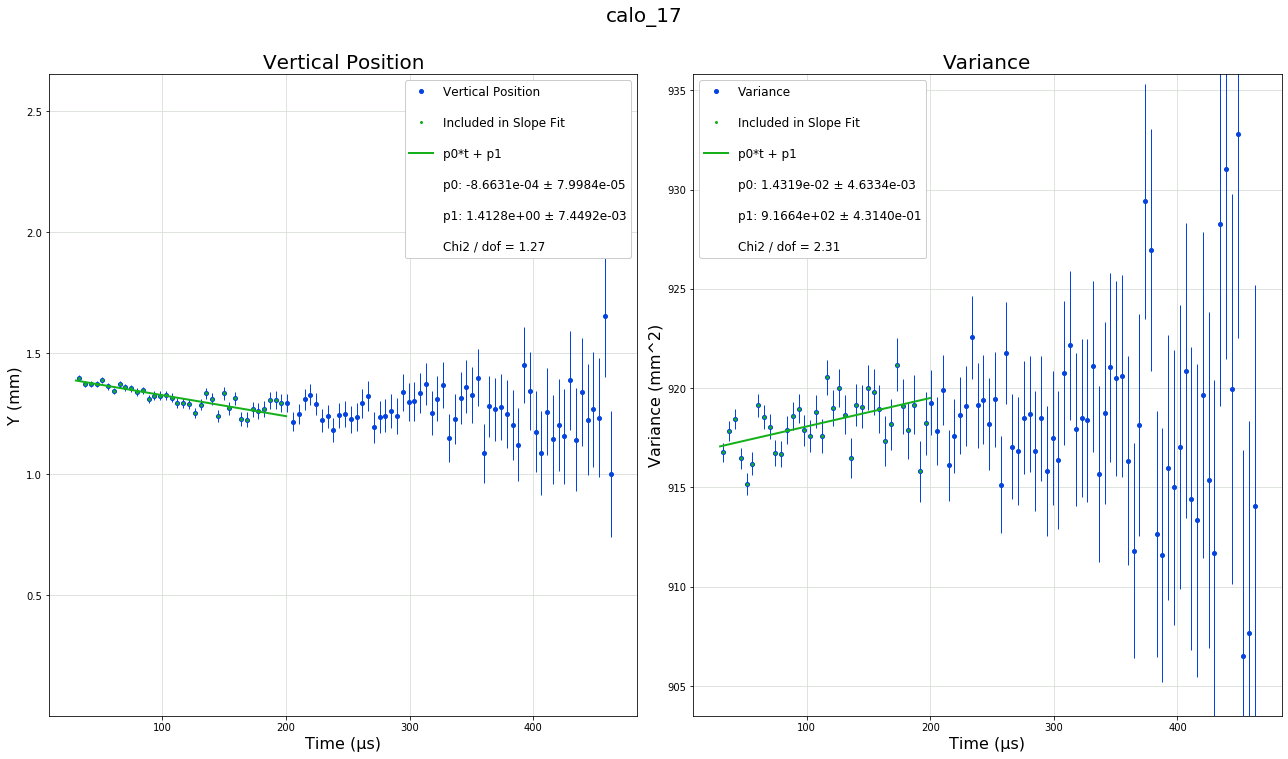 calo_17
Vertical Position
Y (mm)
2.5
2.0
1.5
1.0
0.5
100
200
300
400
Time (μs)
Vertical Position
Included in Slope Fit
p0*t + p1
p0: -8.6631e-04 ± 7.9984e-05
p1: 1.4128e+00 ± 7.4492e-03
Chi2 / dof = 1.27
Variance
Variance (mm^2)
935
930
925
920
915
910
905
100
200
300
400
Time (μs)
Variance
Included in Slope Fit
p0*t + p1
p0: 1.4319e-02 ± 4.6334e-03
p1: 9.1664e+02 ± 4.3140e-01
Chi2 / dof = 2.31